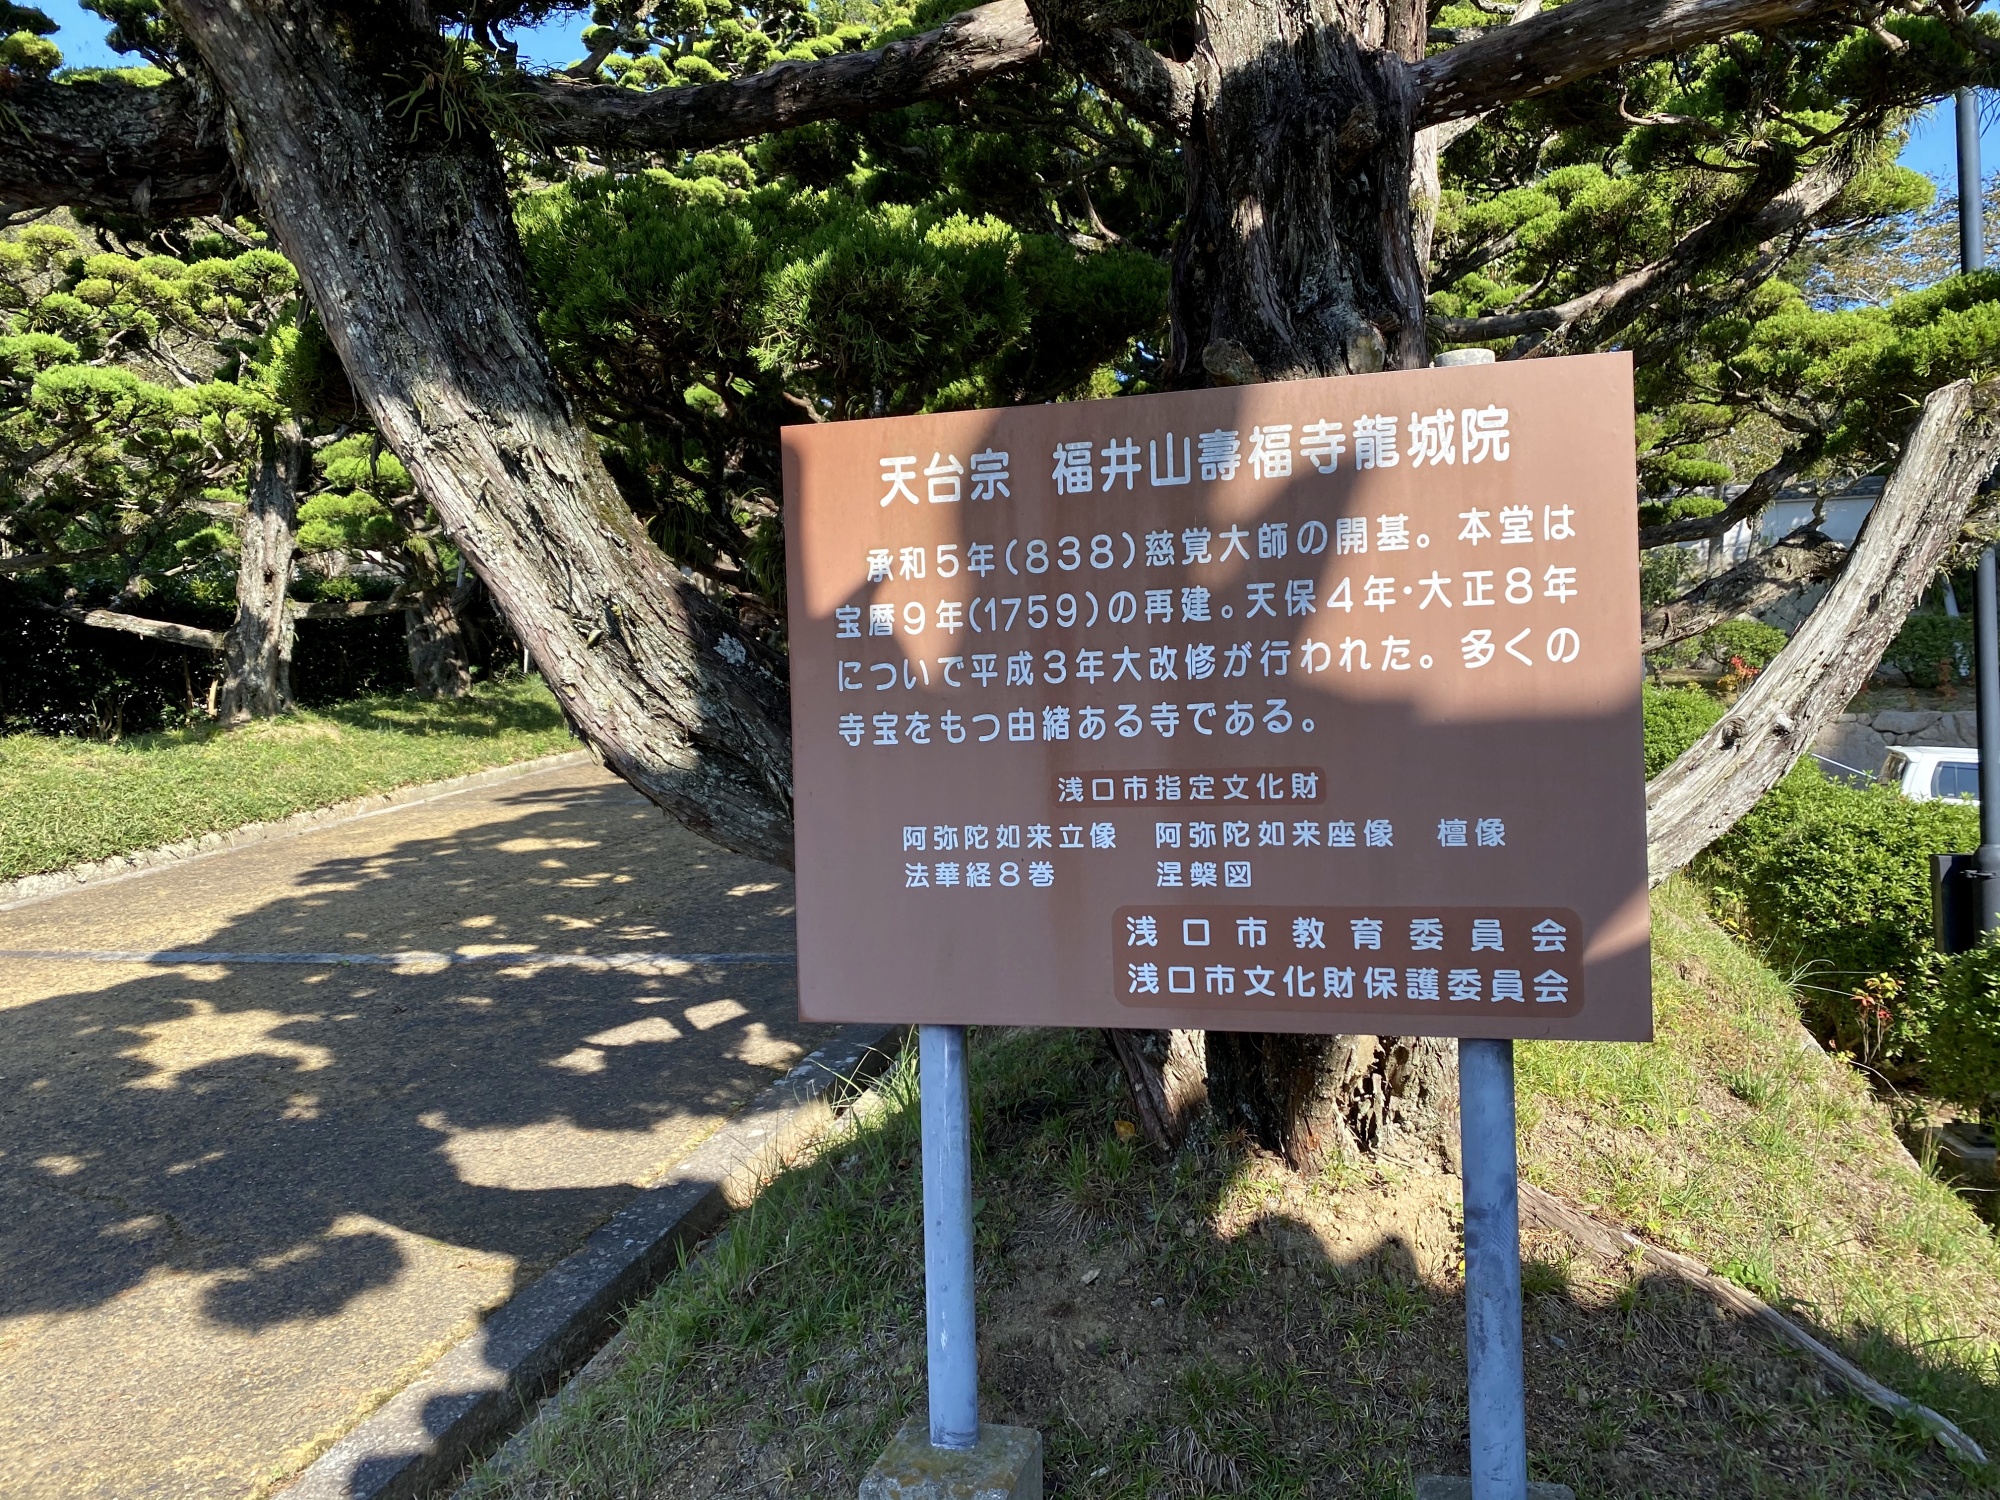 天台宗　福井山壽福寺龍城院
承和5年(838)慈覚大師の開基。本堂は
宝暦9年(1759)の再建。天保4年・大正8年
についで平成3年大改修が行われた。多くの
寺宝をもつ由緒ある寺である。
浅口市指定文化財
阿弥陀如来立像　阿弥陀如来座像　檀像
法華経8巻　涅槃図
浅口市教育委員会
浅口市文化財保護委員会